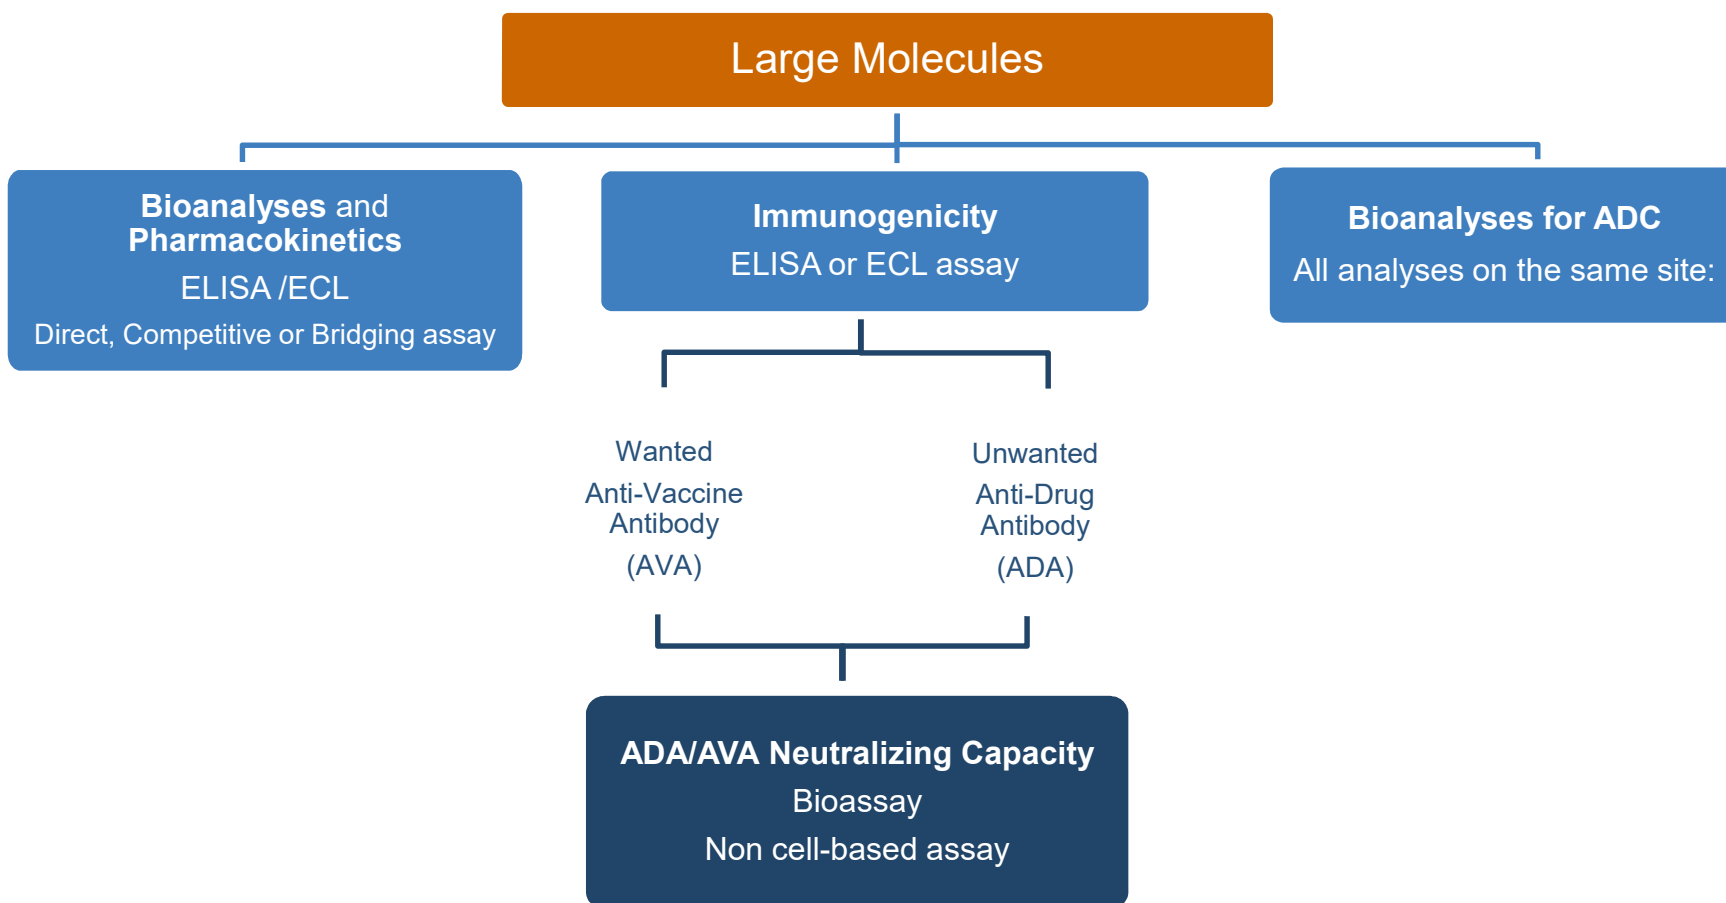 Large Molecules
Bioanalyses and
Pharmacokinetics
ELISA /ECL
Direct, Competitive or Bridging assay
Immunogenicity
ELISA or ECL assay
Bioanalyses for ADC
All analyses on the same site:
Wanted
Anti-Vaccine
Antibody
(AVA)
Unwanted
Anti-Drug
Antibody
(ADA)
ADA/AVA Neutralizing Capacity
Bioassay
Non cell-based assay